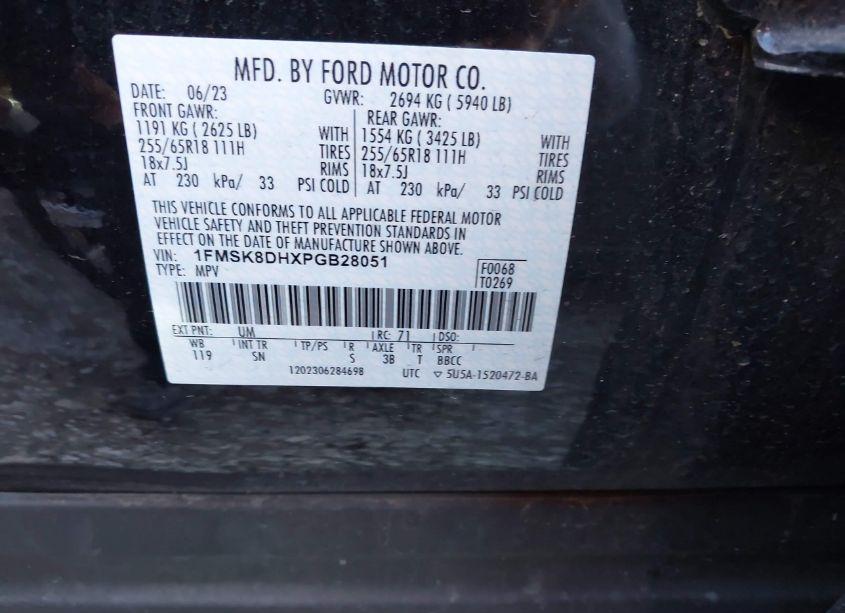 MFD. BY FORD MOTOR CO.
DATE: 06/23 GVWR: 2694 KG ( 5940 LB)
FRONT GAWR: REAR GAWR:
1191 KG ( 2625 LB) WITH 1554 KG ( 3425 LB) WITH
255/65R18 111H TIRES 255/65R18 111H TIRES
18x7.5J RIMS 18x7.5J RIMS
AT 230 kPa/ 33 PSI COLD AT 230 kPa/ 33 PSI COLD
THIS VEHICLE CONFORMS TO ALL APPLICABLE FEDERAL MOTOR
VEHICLE SAFETY AND THEFT PREVENTION STANDARDS IN
EFFECT ON THE DATE OF MANUFACTURE SHOWN ABOVE.
VIN: 1FMSK8DHXPGB28051 F0068
TYPE: MPV T0269
EXT PNT: UM RC: 71 DSO:
WB INT TR TP/PS R AXLE TR SPR
119 SN S 3B T BBCC
1202306284698 UTC ▽ 5U5A-1520472-BA